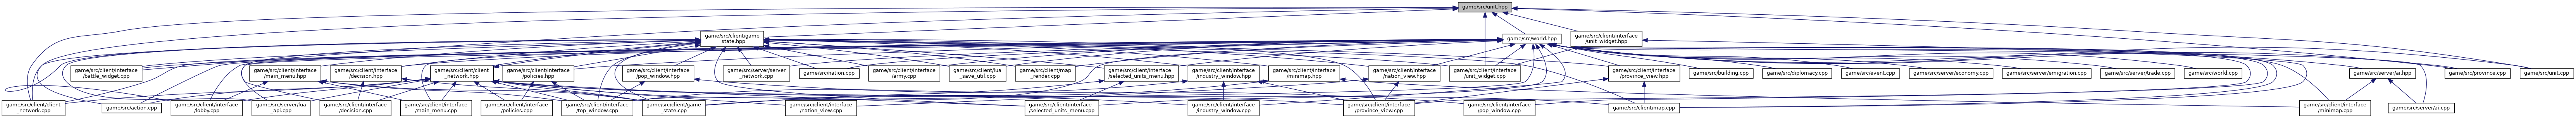 game/src/unit.hpp
game/src/client/game
_state.hpp
game/src/world.hpp
game/src/client/interface
/unit_widget.hpp
game/src/client/interface
/battle_widget.cpp
game/src/client/interface
/main_menu.hpp
game/src/client/interface
/decision.hpp
game/src/client/client
_network.hpp
game/src/client/interface
/policies.hpp
game/src/client/interface
/pop_window.hpp
game/src/server/server
_network.cpp
game/src/nation.cpp
game/src/client/interface
/army.cpp
game/src/client/lua
_save_util.cpp
game/src/client/map
_render.cpp
game/src/client/interface
/selected_units_menu.hpp
game/src/client/interface
/industry_window.hpp
game/src/client/interface
/minimap.hpp
game/src/client/interface
/nation_view.hpp
game/src/client/interface
/unit_widget.cpp
game/src/client/interface
/province_view.hpp
game/src/building.cpp
game/src/diplomacy.cpp
game/src/event.cpp
game/src/server/economy.cpp
game/src/server/emigration.cpp
game/src/server/trade.cpp
game/src/world.cpp
game/src/server/ai.hpp
game/src/province.cpp
game/src/unit.cpp
game/src/client/client
_network.cpp
game/src/action.cpp
game/src/client/interface
/lobby.cpp
game/src/server/lua
_api.cpp
game/src/client/interface
/decision.cpp
game/src/client/interface
/main_menu.cpp
game/src/client/interface
/policies.cpp
game/src/client/interface
/top_window.cpp
game/src/client/game
_state.cpp
game/src/client/interface
/nation_view.cpp
game/src/client/interface
/selected_units_menu.cpp
game/src/client/interface
/industry_window.cpp
game/src/client/interface
/province_view.cpp
game/src/client/interface
/pop_window.cpp
game/src/client/map.cpp
game/src/client/interface
/minimap.cpp
game/src/server/ai.cpp